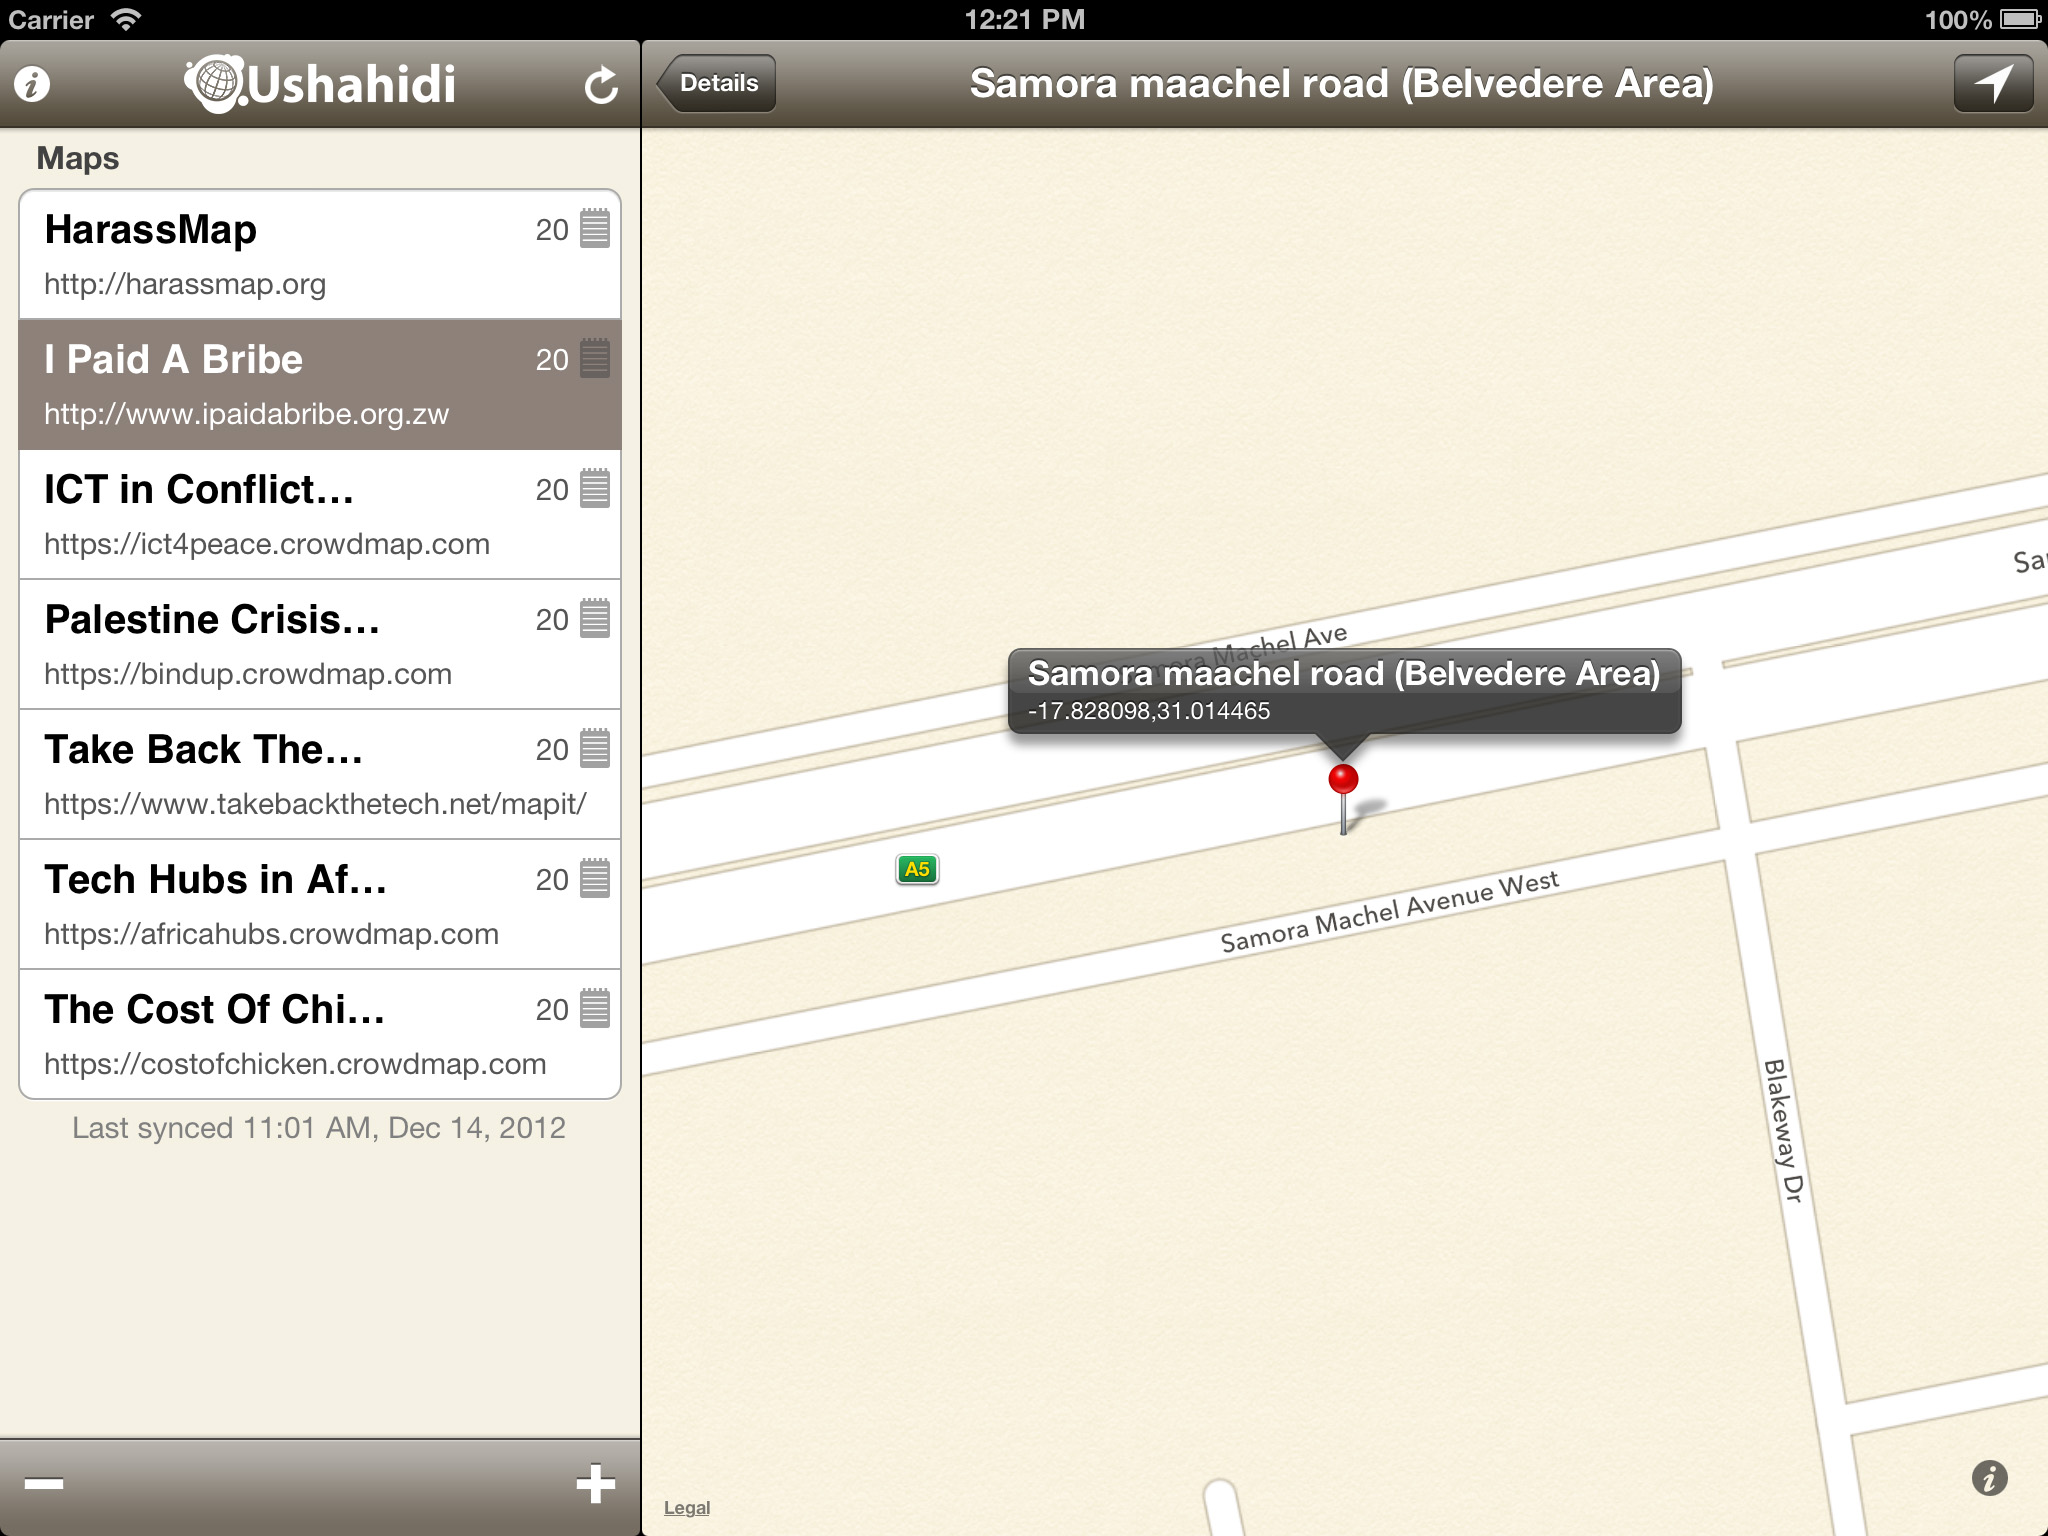 Carrier
12:21 PM
100%
Ushahidi
Details
Samora maachel road (Belvedere Area)
Maps
HarassMap
20
http://harassmap.org
I Paid A Bribe
20
http://www.ipaidabribe.org.zw
ICT in Conflict...
20
https://ict4peace.crowdmap.com
Palestine Crisis...
20
https://bindup.crowdmap.com
Take Back The...
20
https://www.takebackthetech.net/mapit/
Tech Hubs in Af...
20
https://africahubs.crowdmap.com
The Cost Of Chi...
20
https://costofchicken.crowdmap.com
Last synced 11:01 AM, Dec 14, 2012
Sa
Samora Machel Ave
Samora maachel road (Belvedere Area)
-17.828098,31.014465
A5
Samora Machel Avenue West
Blakeway Dr
Legal